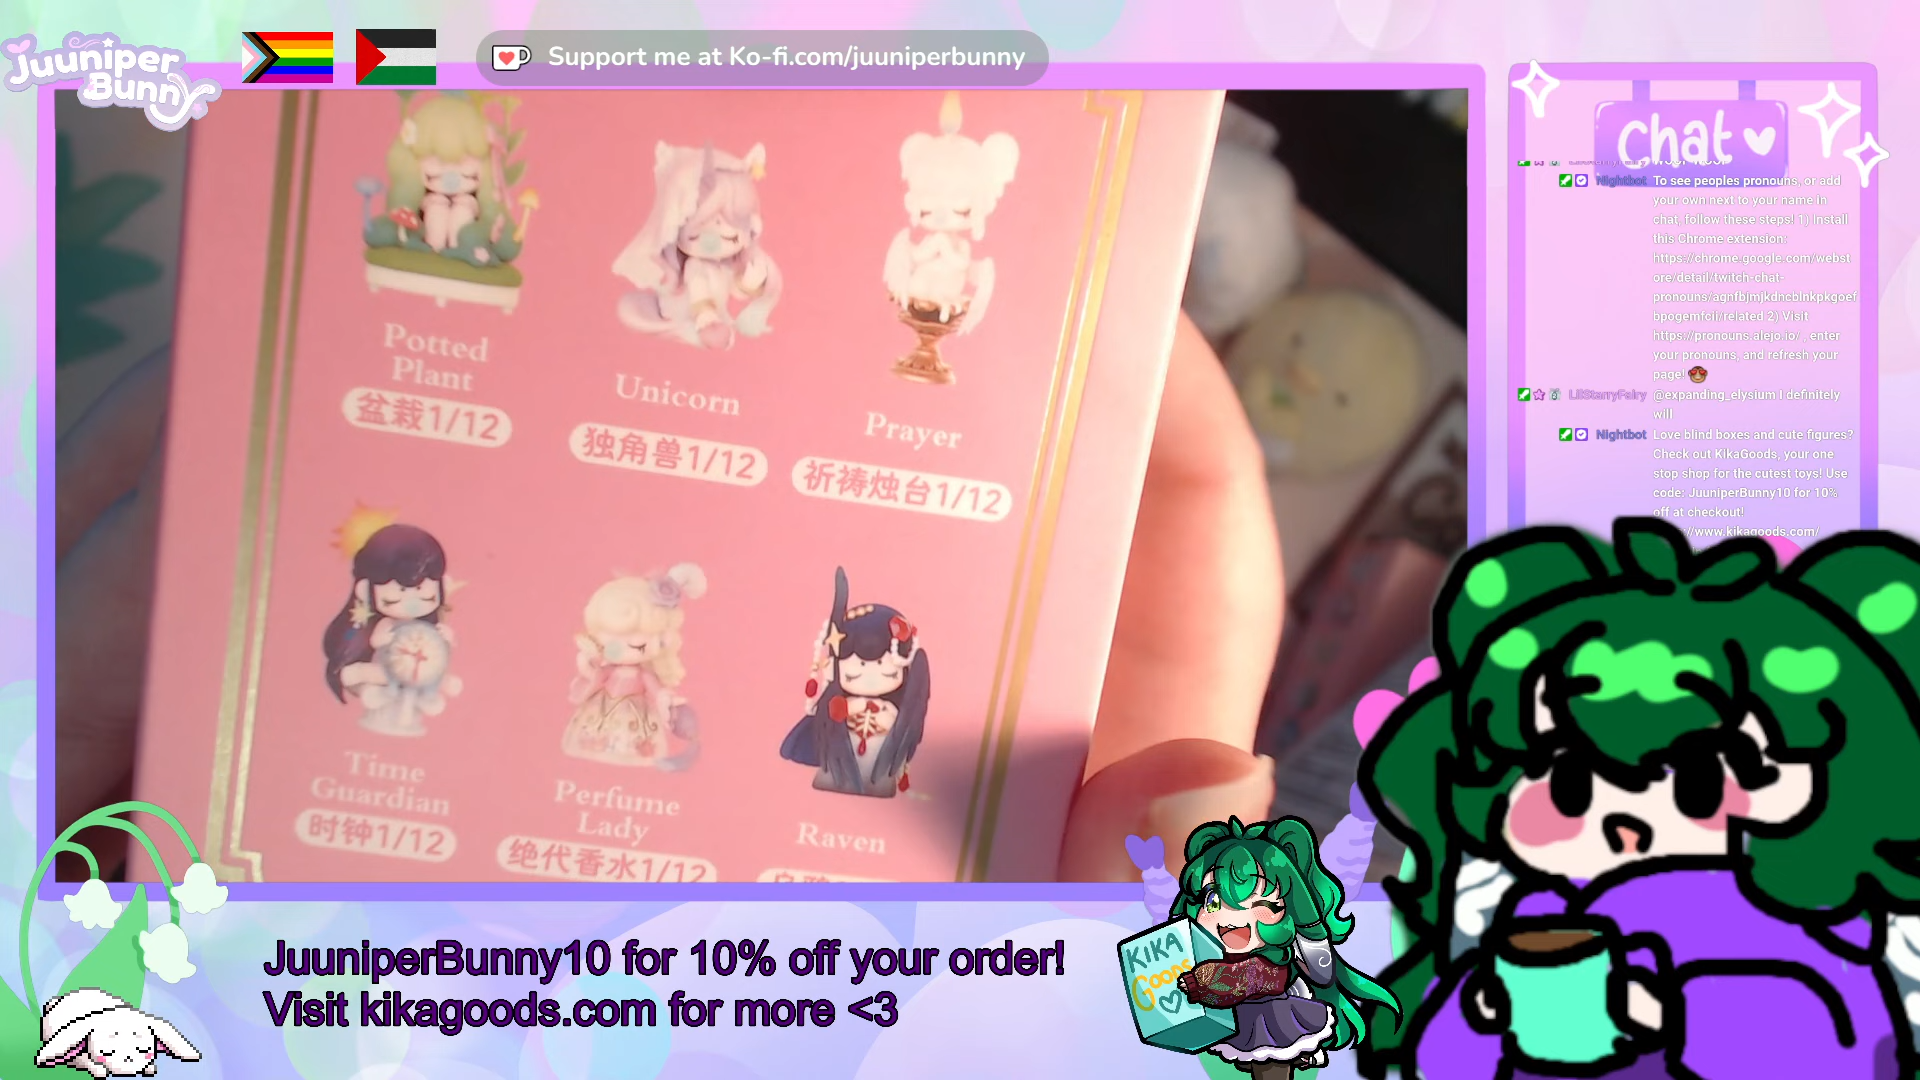 Juuniper
Bunny
Support me at Ko-fi.com/juuniperbunny
Chat
Potted
Plant
盆栽1/12
Unicorn
独角兽1/12
Prayer
祈祷烛台1/12
Time
Guardian
时钟1/12
Perfume
Lady
绝代香水1/12
Raven
Nightbot To see peoples pronouns, or add
your own next to your name in
chat, follow these steps! 1) Install
this Chrome extension:
https://chrome.google.com/webst
ore/detail/twitch-chat-
2) Visit
https://pronouns.alejo.io/ , enter
your pronouns, and refresh your
page!
LilStarryFairy @expanding_elysium I definitely
will
Nightbot Love blind boxes and cute figures?
Check out KikaGoods, your one
stop shop for the cutest toys! Use
code: JuuniperBunny10 for 10%
off at checkout!
//www.kikagoods.com/
JuuniperBunny10 for 10% off your order!
Visit kikagoods.com for more <3
KIKA
Goods